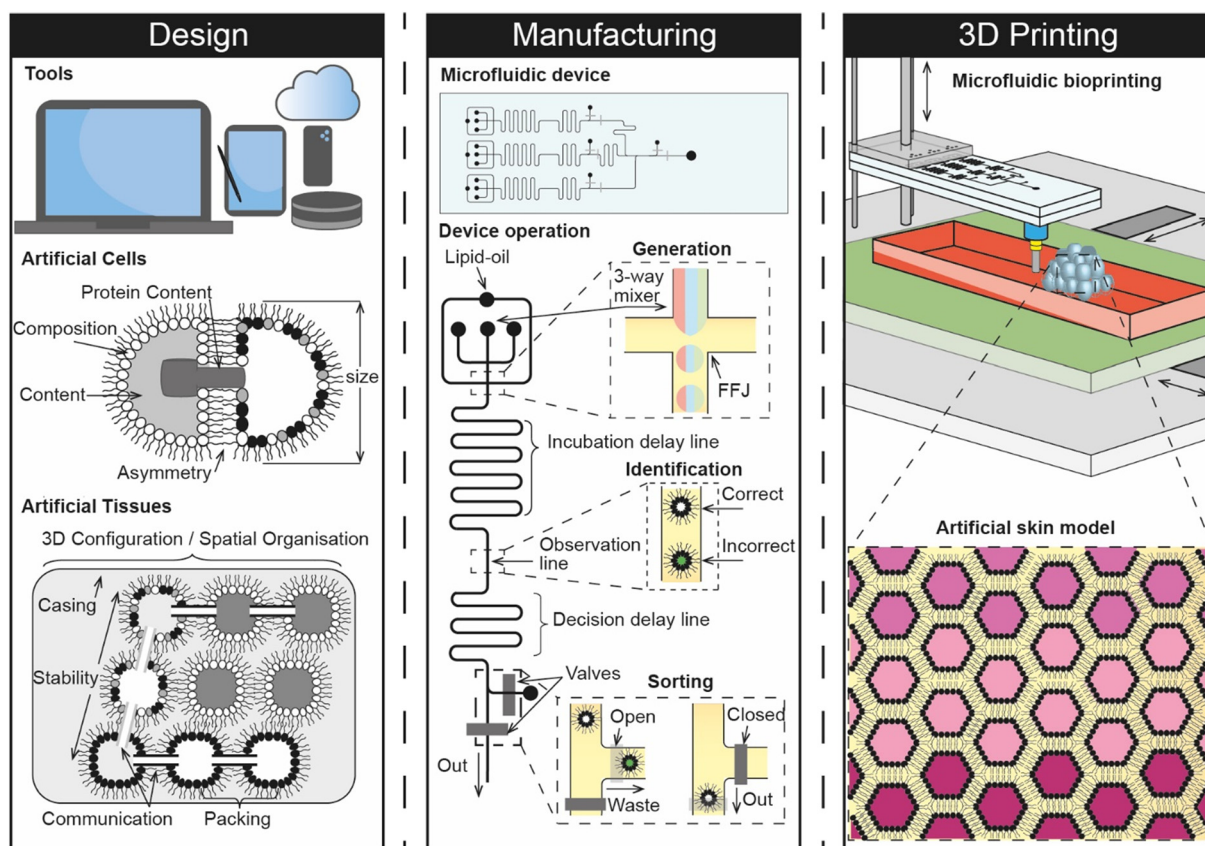 Design
Tools
Artificial Cells
Protein Content
Composition
Content
size
Asymmetry
Artificial Tissues
3D Configuration / Spatial Organisation
Casing
Stability
Communication
Packing
Manufacturing
Microfluidic device
Device operation
Lipid-oil
Generation
3-way
mixer
FFJ
Incubation delay line
Identification
Correct
Incorrect
Observation
line
Decision delay line
Valves
Sorting
Open
Closed
Out
Waste
Out
3D Printing
Microfluidic bioprinting
Artificial skin model